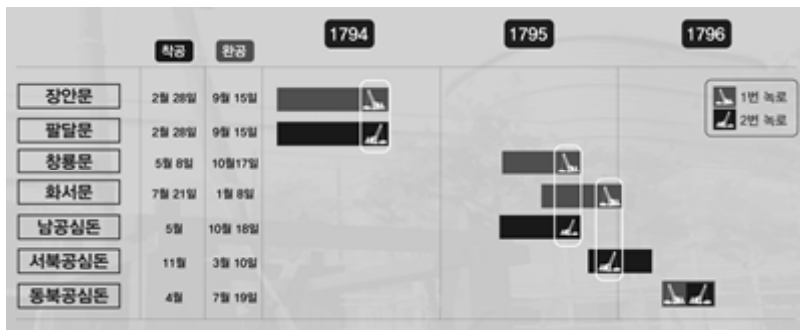 1794 1795 1796
착공 완공
장안문 2월 28일 9월 15일
팔달문 2월 28일 9월 15일
창룡문 5월 8일 10월17일
화서문 7월 21일 1월 8일
남공심돈 5월 10월 18일
서북공심돈 11월 3월 10일
동북공심돈 4월 7월 19일
1번 녹로
2번 녹로